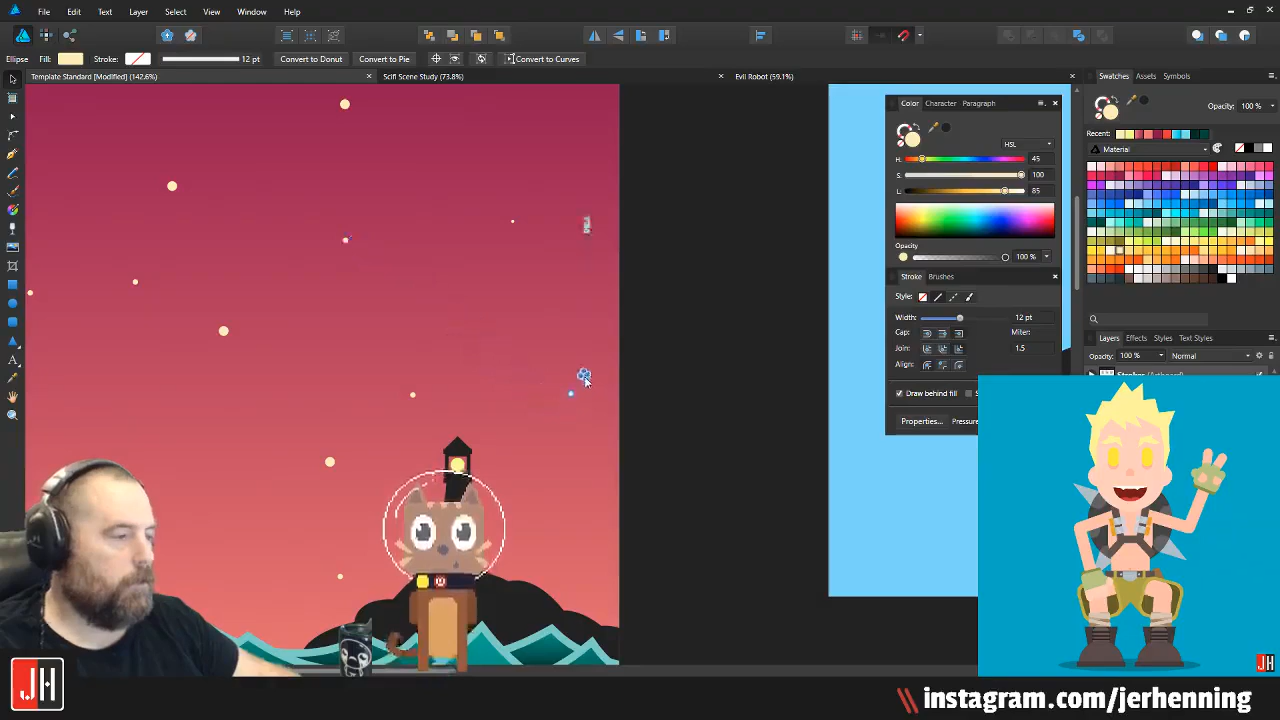 File Edit Text Layer Select View Window Help
Ellipse Fill: Stroke: 12 pt Convert to Donut Convert to Pie Convert to Curves
Template Standard [Modified] (142.6%) Scifi Scene Study (73.8%) Evil Robot (59.1%)
Swatches Assets Symbols
Opacity: 100 %
Recent:
Material
Color Character Paragraph
HSL
H: 45
S: 100
L: 85
Opacity
100 %
Stroke Brushes
Style:
Width: 12 pt
Cap: Miter:
Join: 1.5
Align:
Draw behind fill
Properties... Pressure
Layers Effects Styles Text Styles
Opacity: 100 % Normal
JH
JH
\\ instagram.com/jerhenning